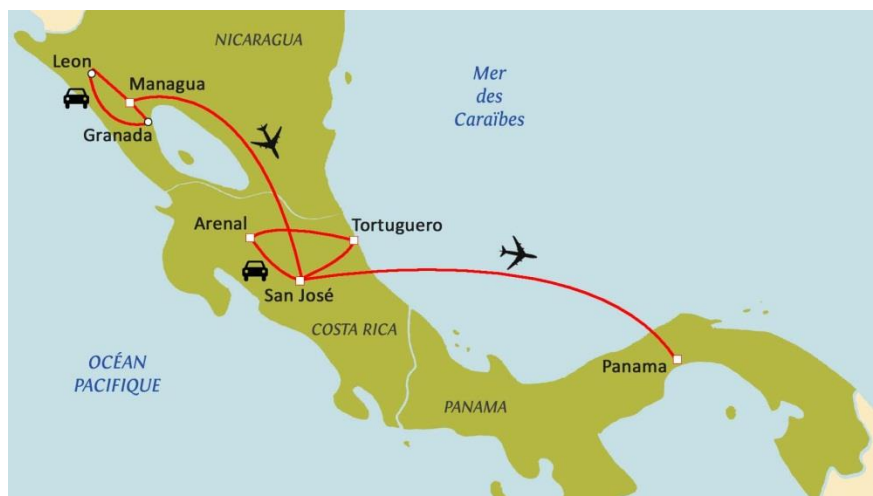 NICARAGUA
Leon
Managua
Granada
Mer
des
Caraïbes
Arenal
Tortuguero
San José
COSTA RICA
OCÉAN
PACIFIQUE
Panama
PANAMA